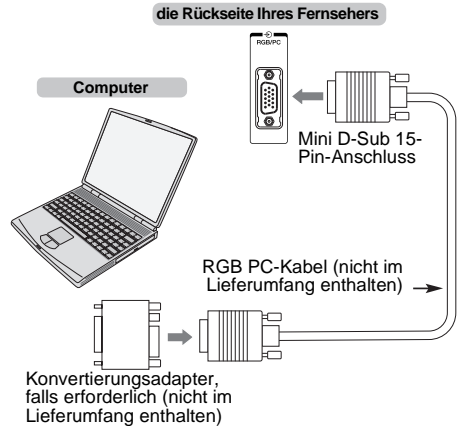 die Rückseite Ihres Fernsehers
RGB/PC
Computer
Mini D-Sub 15-
Pin-Anschluss
RGB PC-Kabel (nicht im
Lieferumfang enthalten)
Konvertierungsadapter,
falls erforderlich (nicht im
Lieferumfang enthalten)